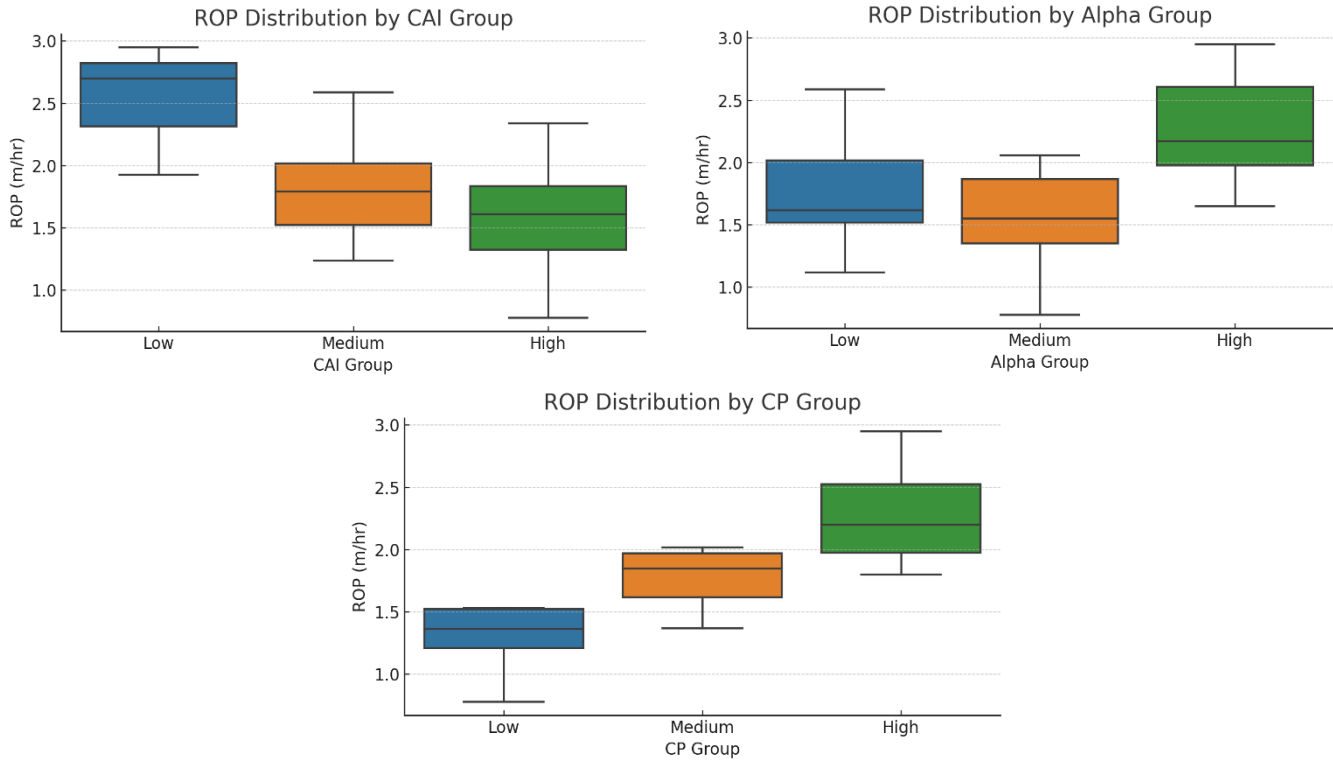 ROP Distribution by CAI Group
3.0
2.5
2.0
1.5
1.0
ROP (m/hr)
Low Medium High
CAI Group
ROP Distribution by Alpha Group
3.0
2.5
2.0
1.5
1.0
ROP (m/hr)
Low Medium High
Alpha Group
ROP Distribution by CP Group
3.0
2.5
2.0
1.5
1.0
ROP (m/hr)
Low Medium High
CP Group